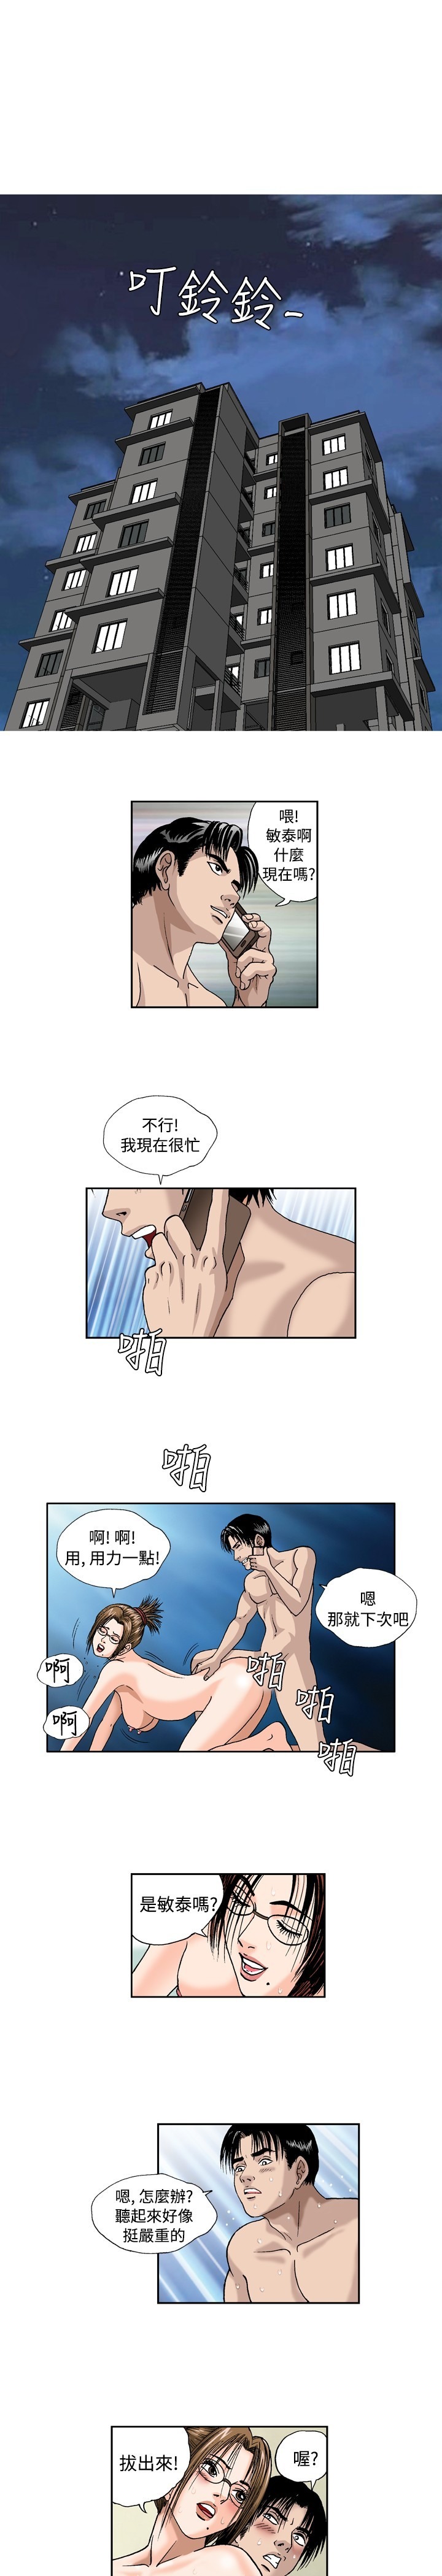 叮鈴鈴-
喂!
敏泰啊
什麼
現在嗎?
不行!
我現在很忙
啪
啪
啊! 啊!
用, 用力一點!
嗯
那就下次吧
啊
啊
啪
啪
啪
是敏泰嗎?
嗯, 怎麼辦?
聽起來好像
挺嚴重的
拔出來!
喔?